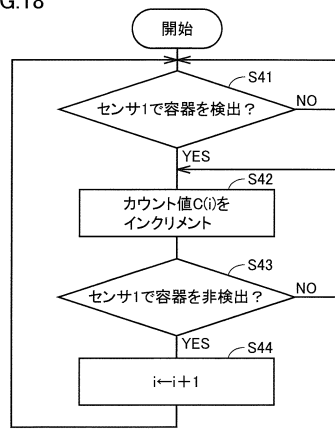 G.18
開始
S41
センサ1で容器を検出?
NO
YES
S42
カウント値C(i)を
インクリメント
S43
センサ1で容器を非検出?
NO
YES
S44
i←i+1